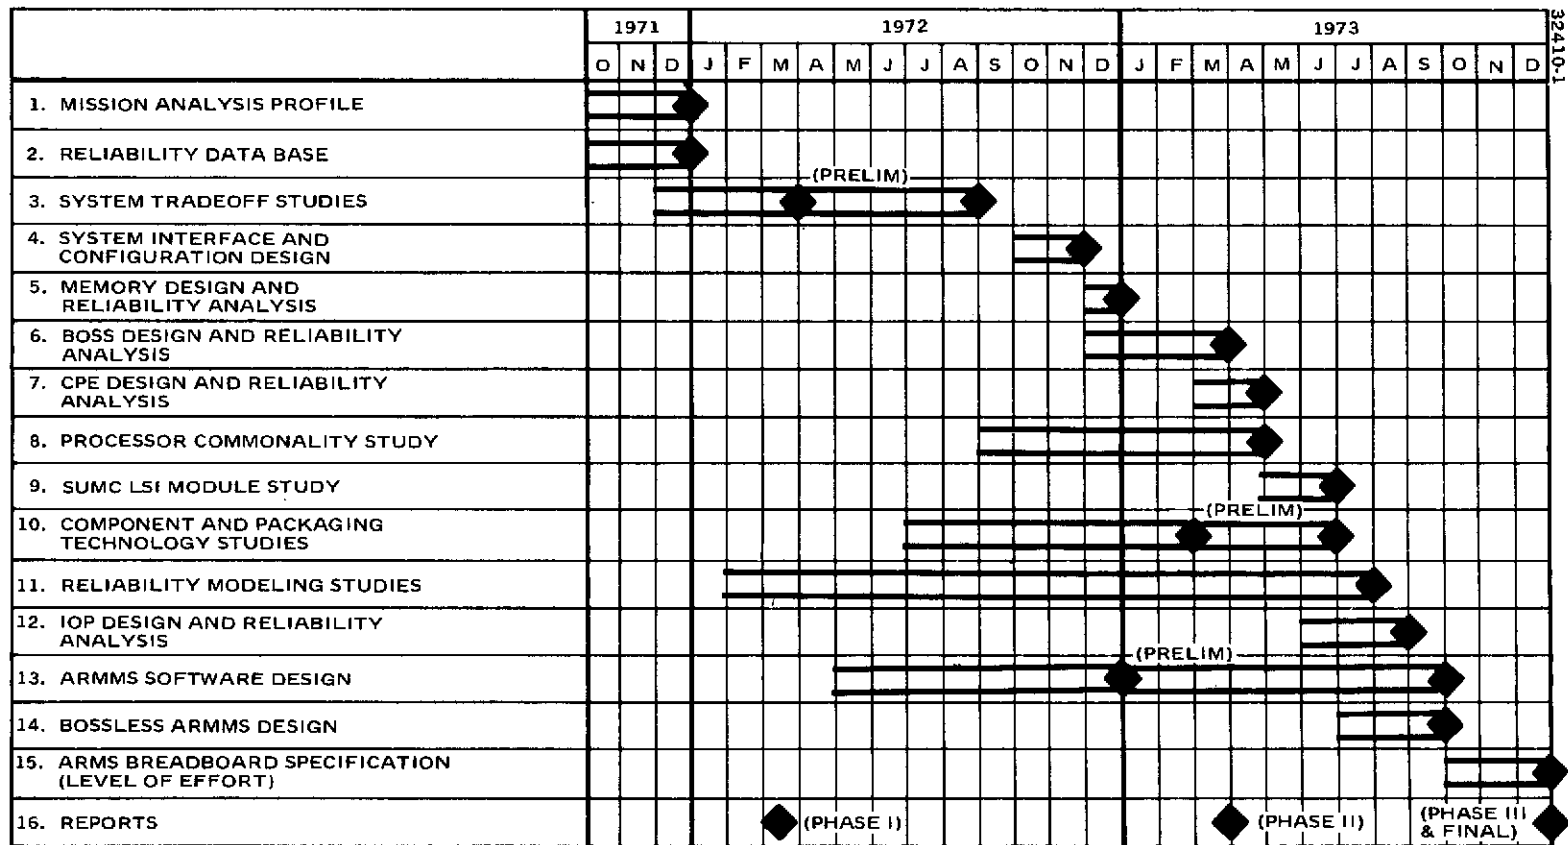 1971 1972 1973
32410-1
O N D J F M A M J J A S O N D J F M A M J J A S O N D
1. MISSION ANALYSIS PROFILE
2. RELIABILITY DATA BASE
(PRELIM)
3. SYSTEM TRADEOFF STUDIES
4. SYSTEM INTERFACE AND
CONFIGURATION DESIGN
5. MEMORY DESIGN AND
RELIABILITY ANALYSIS
6. BOSS DESIGN AND RELIABILITY
ANALYSIS
7. CPE DESIGN AND RELIABILITY
ANALYSIS
8. PROCESSOR COMMONALITY STUDY
9. SUMC LSI MODULE STUDY
(PRELIM)
10. COMPONENT AND PACKAGING
TECHNOLOGY STUDIES
11. RELIABILITY MODELING STUDIES
12. IOP DESIGN AND RELIABILITY
ANALYSIS
(PRELIM)
13. ARMMS SOFTWARE DESIGN
14. BOSSLESS ARMMS DESIGN
15. ARMS BREADBOARD SPECIFICATION
(LEVEL OF EFFORT)
16. REPORTS (PHASE I) (PHASE II) (PHASE III
& FINAL)